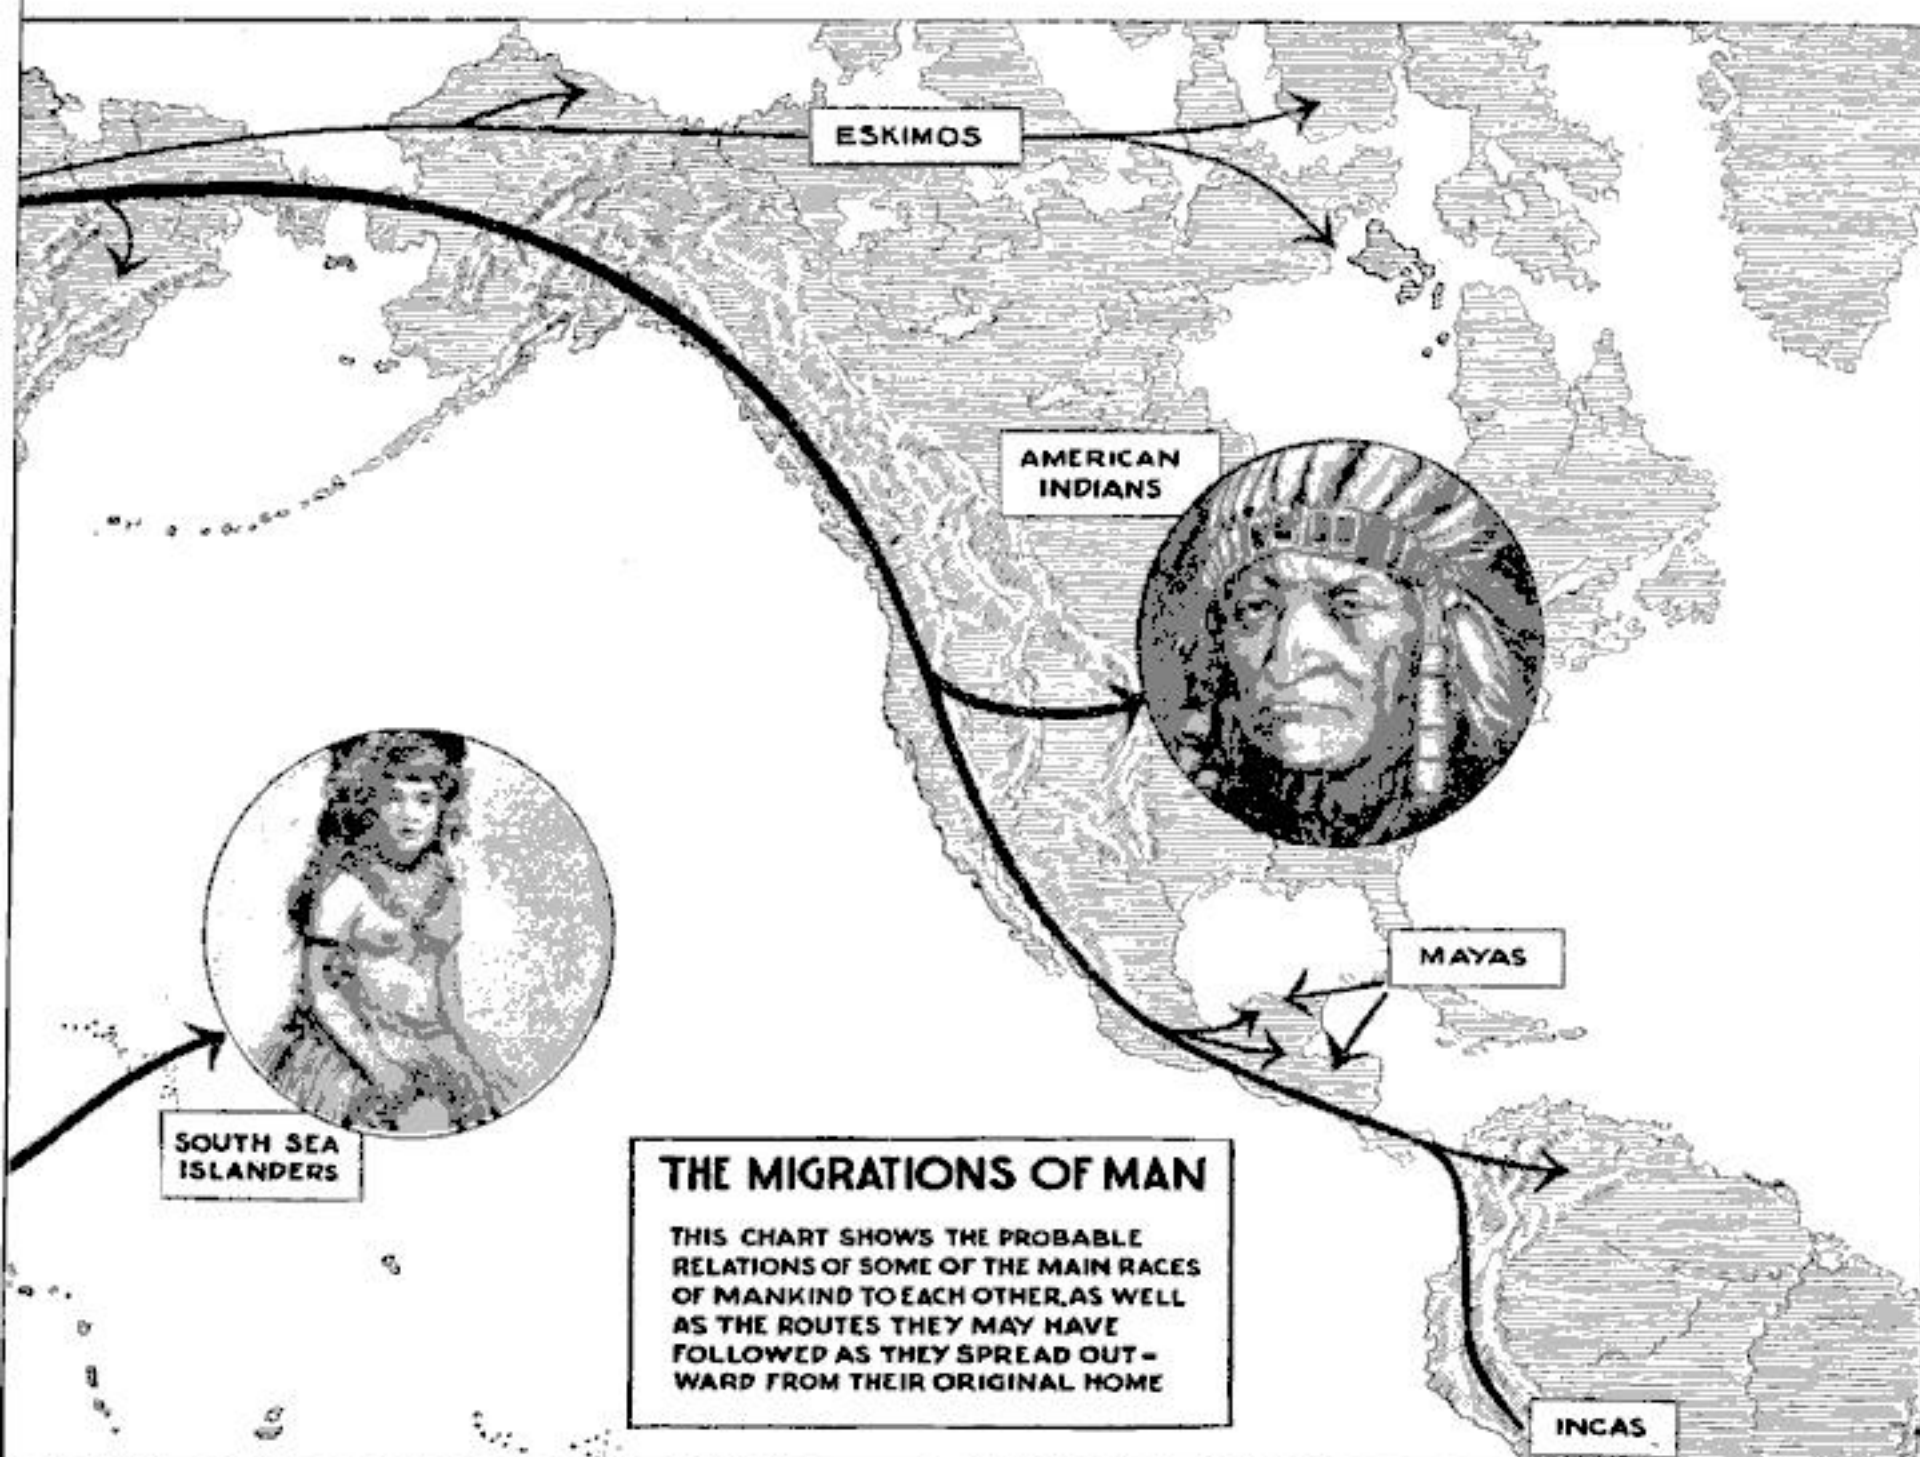 ESKIMOS
AMERICAN
INDIANS
MAYAS
SOUTH SEA
ISLANDERS
THE MIGRATIONS OF MAN
THIS CHART SHOWS THE PROBABLE
RELATIONS OF SOME OF THE MAIN RACES
OF MANKIND TO EACH OTHER, AS WELL
AS THE ROUTES THEY MAY HAVE
FOLLOWED AS THEY SPREAD OUT-
WARD FROM THEIR ORIGINAL HOME
INCAS